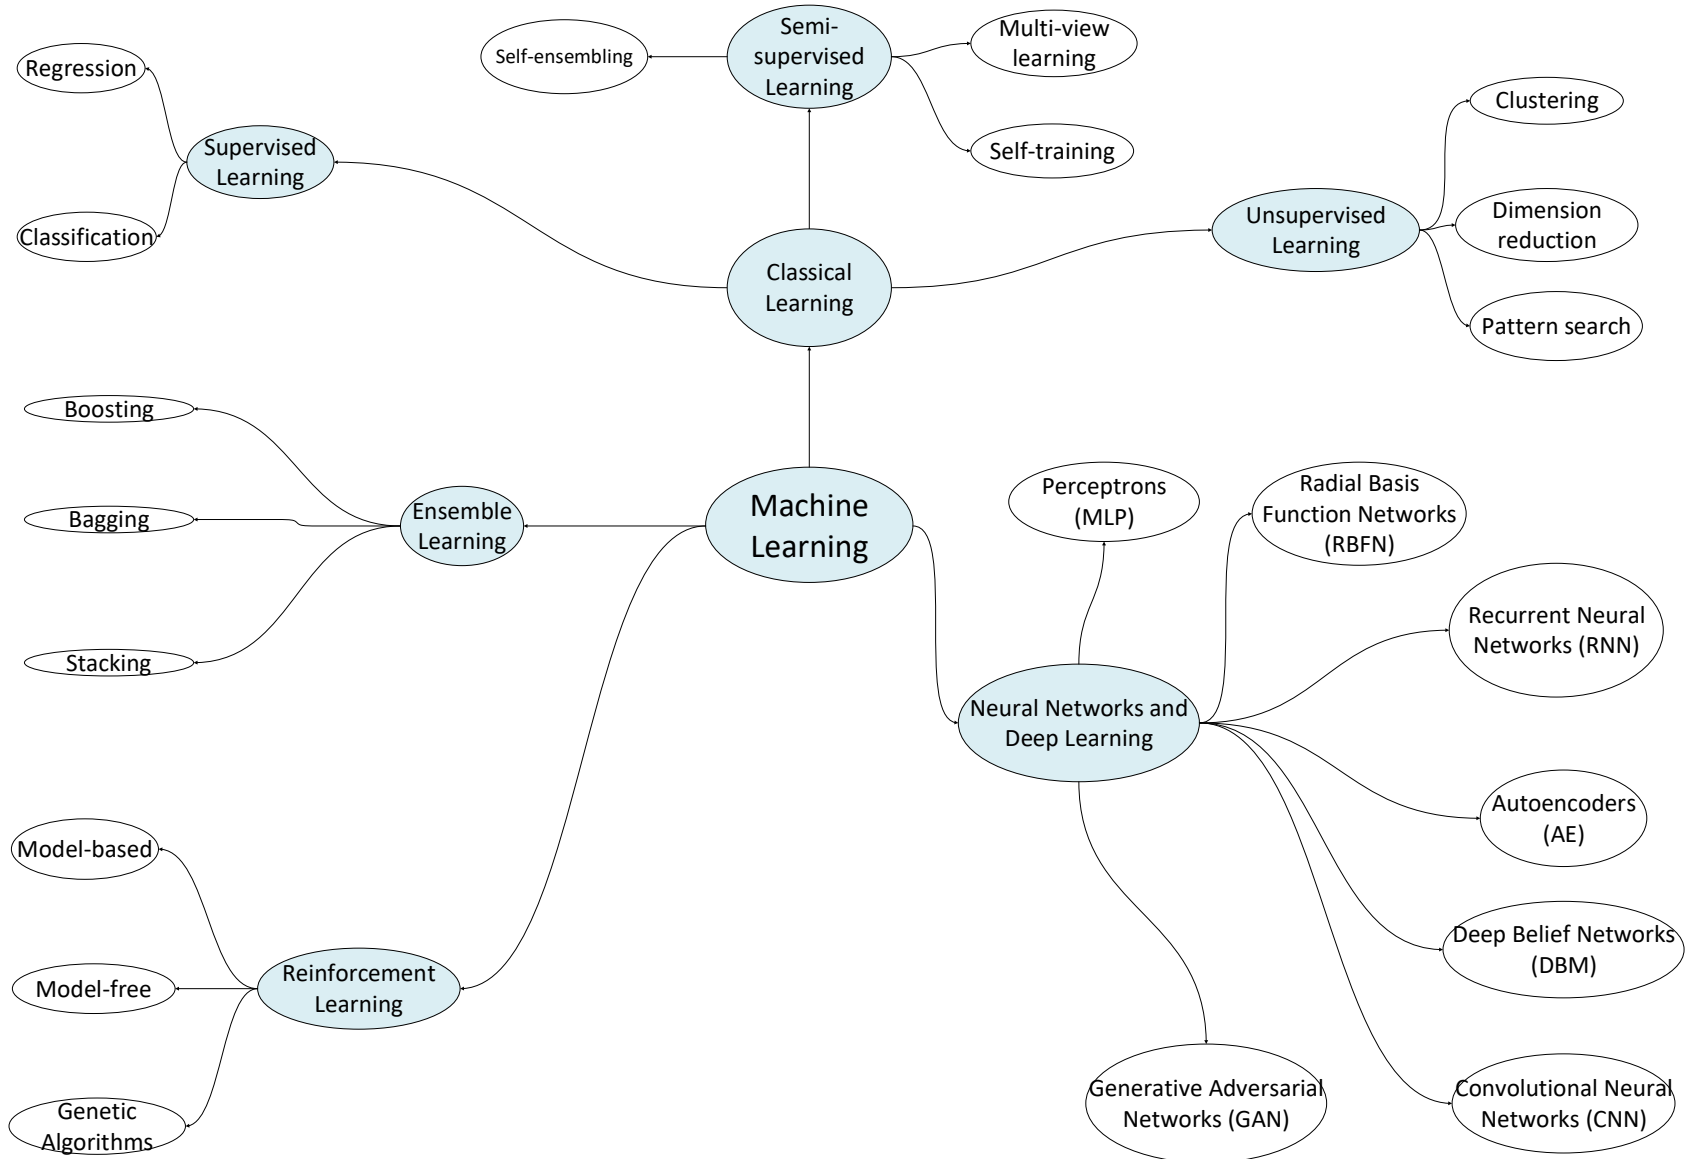 Semi-
supervised
Learning
Self-ensembling
Multi-view
learning
Self-training
Regression
Supervised
Learning
Classification
Clustering
Unsupervised
Learning
Dimension
reduction
Pattern search
Classical
Learning
Boosting
Bagging
Stacking
Ensemble
Learning
Machine
Learning
Perceptrons
(MLP)
Radial Basis
Function Networks
(RBFN)
Recurrent Neural
Networks (RNN)
Neural Networks and
Deep Learning
Autoencoders
(AE)
Deep Belief Networks
(DBM)
Convolutional Neural
Networks (CNN)
Generative Adversarial
Networks (GAN)
Model-based
Model-free
Reinforcement
Learning
Genetic
Algorithms